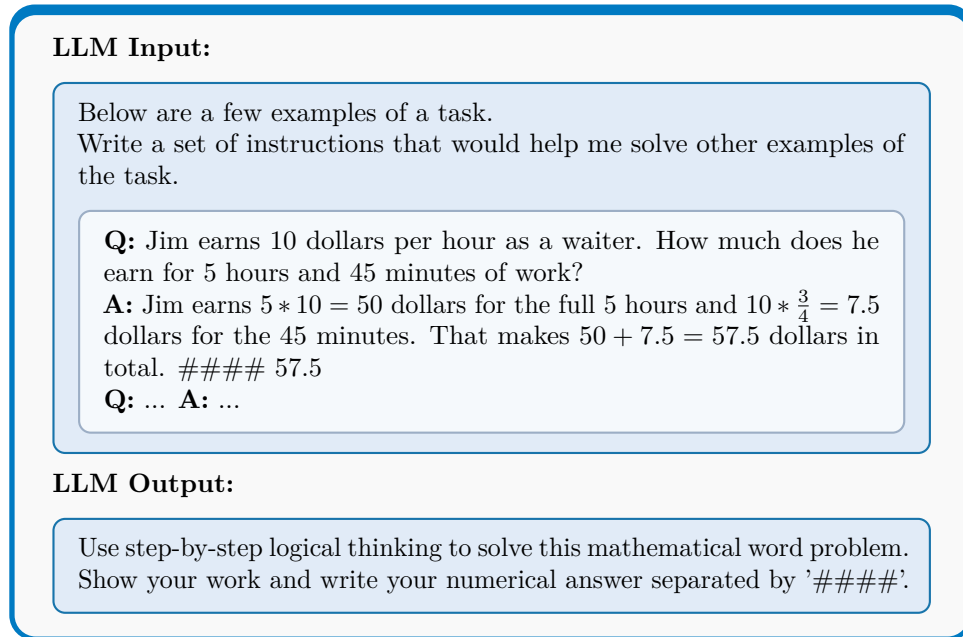 LLM Input:
Below are a few examples of a task.
Write a set of instructions that would help me solve other examples of
the task.
Q: Jim earns 10 dollars per hour as a waiter. How much does he
earn for 5 hours and 45 minutes of work?
A: Jim earns 5 * 10 = 50 dollars for the full 5 hours and 10 * 3/4 = 7.5
dollars for the 45 minutes. That makes 50 + 7.5 = 57.5 dollars in
total. #### 57.5
Q: ... A: ...
LLM Output:
Use step-by-step logical thinking to solve this mathematical word problem.
Show your work and write your numerical answer separated by ’####’.